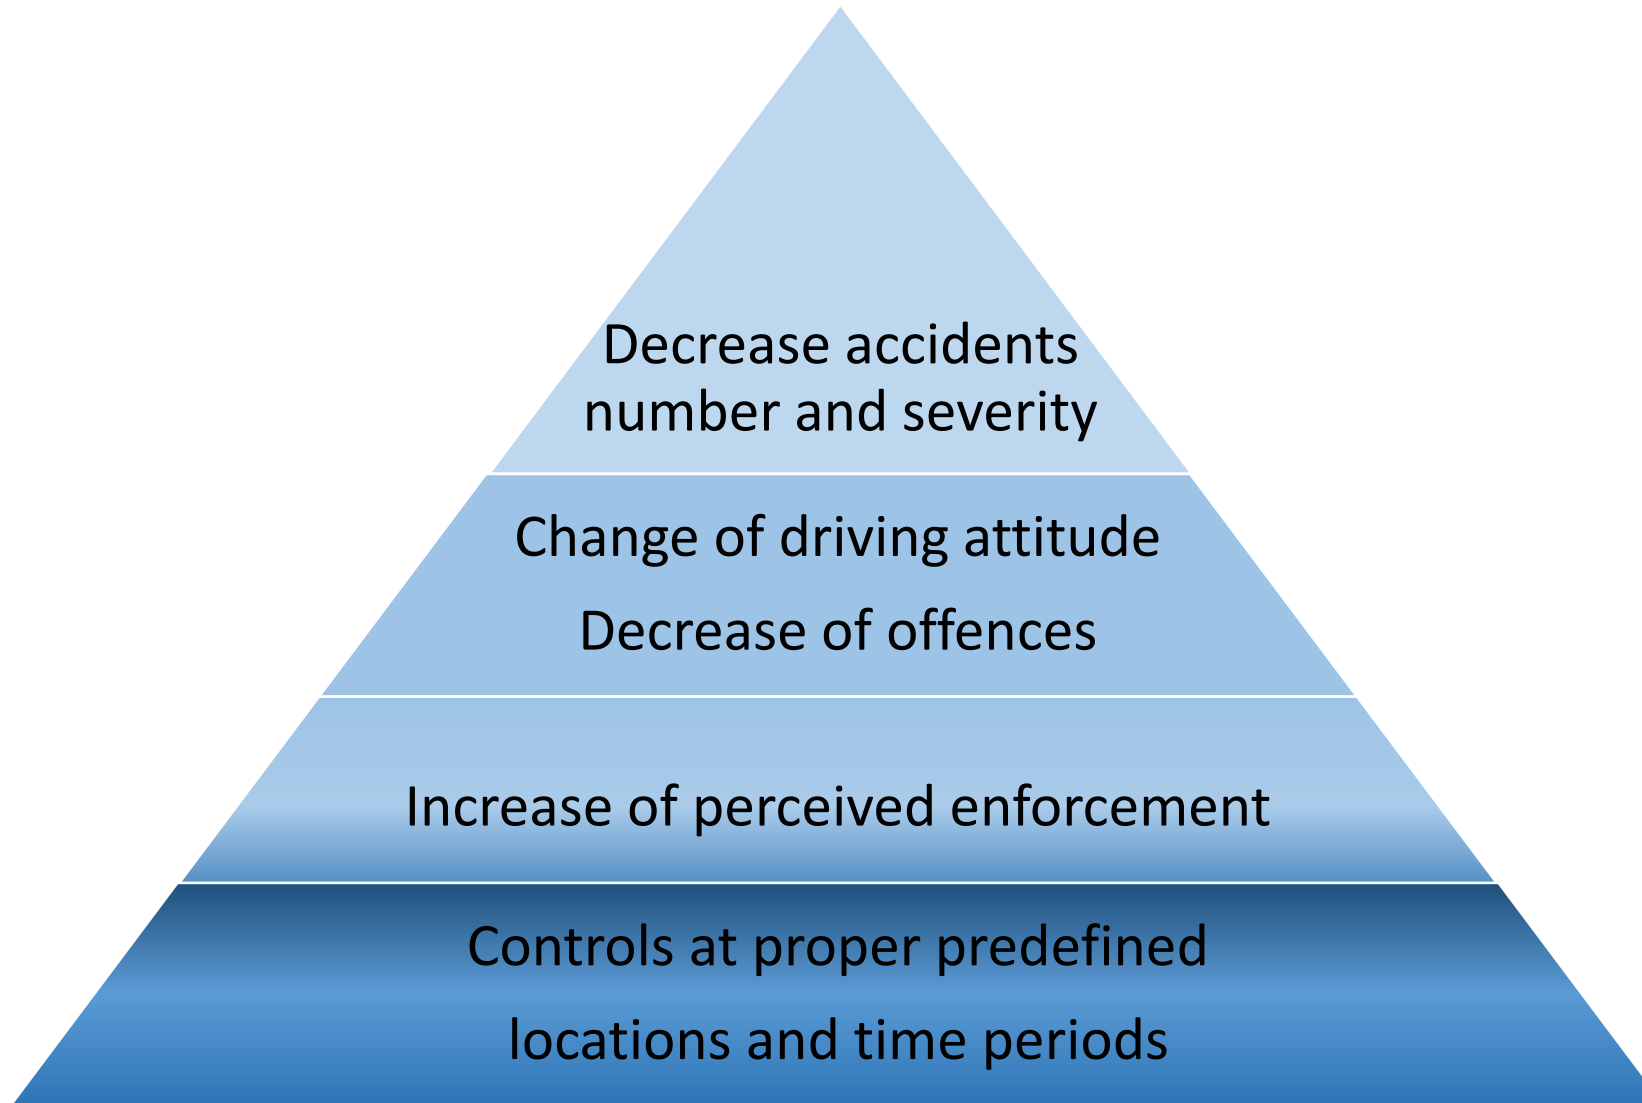 Decrease accidents
number and severity
Change of driving attitude
Decrease of offences
Increase of perceived enforcement
Controls at proper predefined
locations and time periods